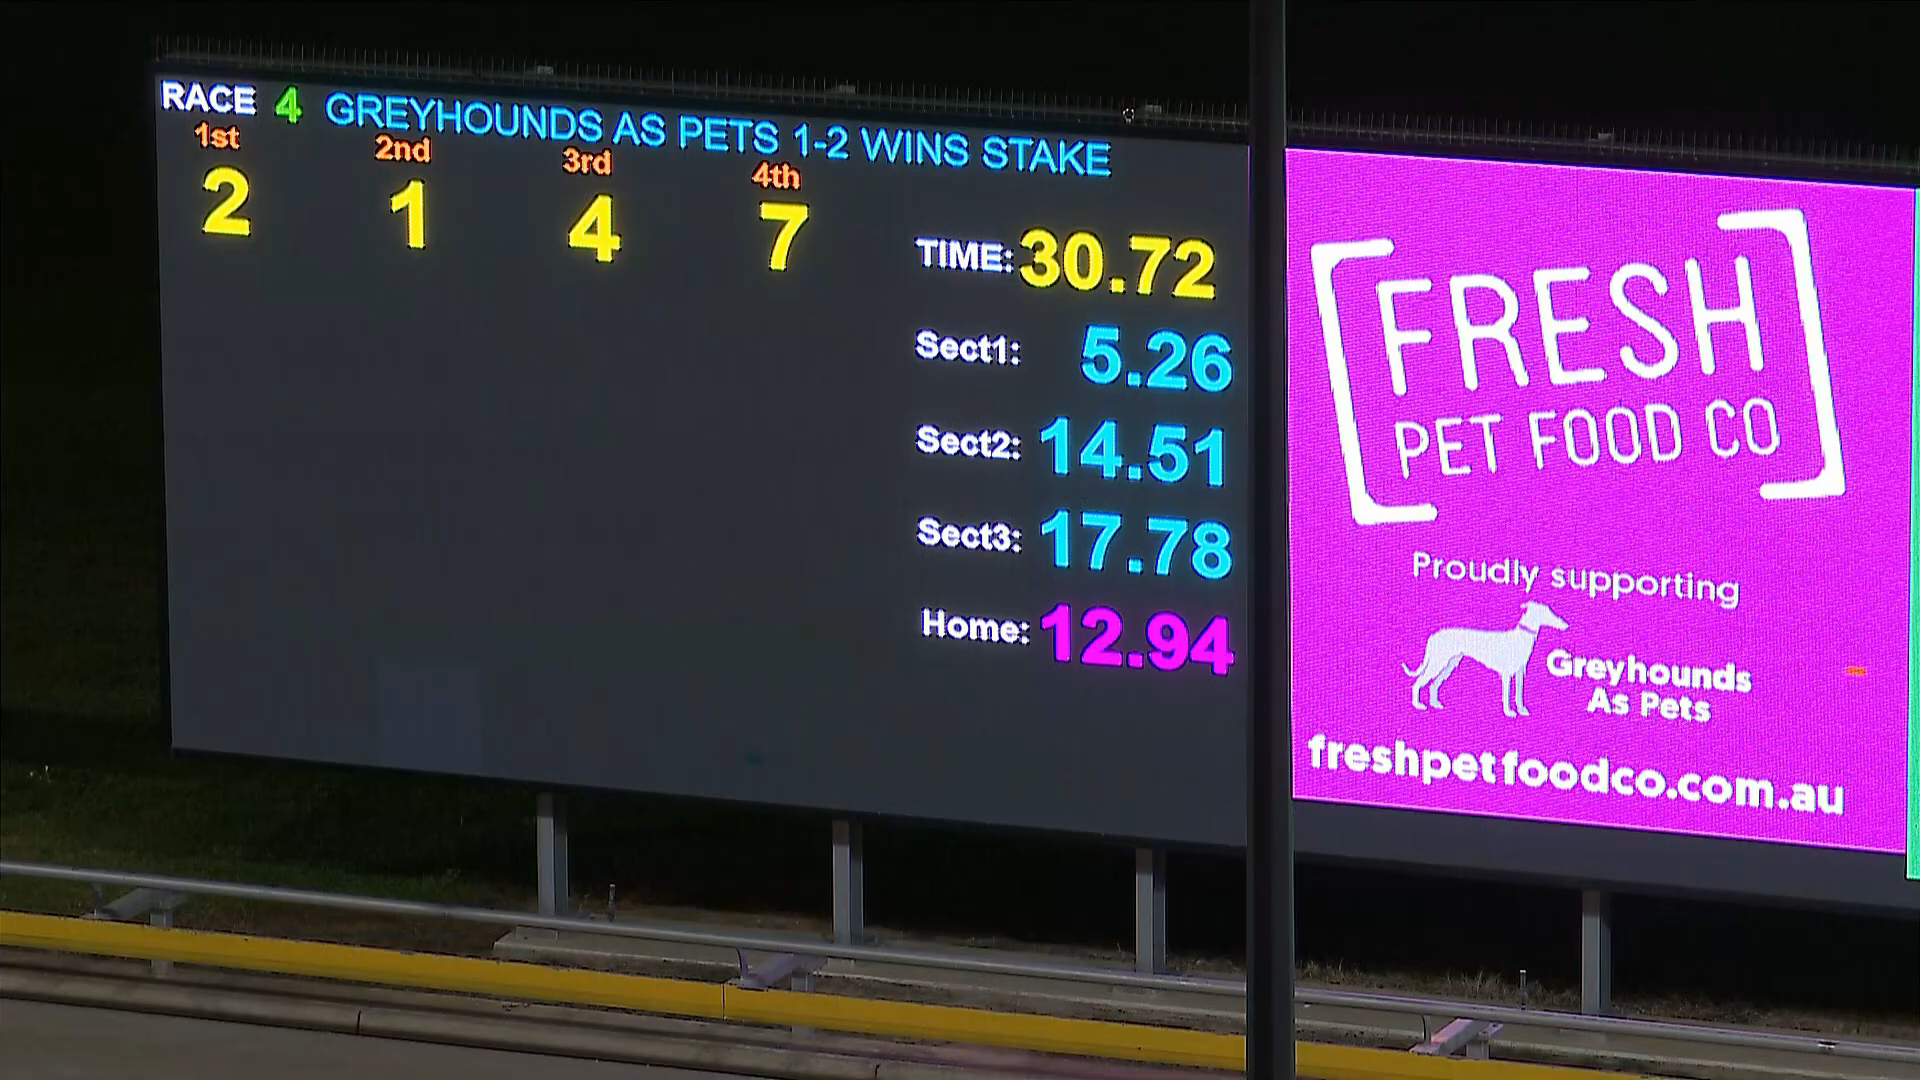 RACE 4 GREYHOUNDS AS PETS 1-2 WINS STAKE
1st 2nd 3rd 4th
2 1 4 7
TIME: 30.72
Sect1: 5.26
Sect2: 14.51
Sect3: 17.78
Home: 12.94
FRESH
PET FOOD CO
Proudly supporting
Greyhounds
As Pets
freshpetfoodco.com.au